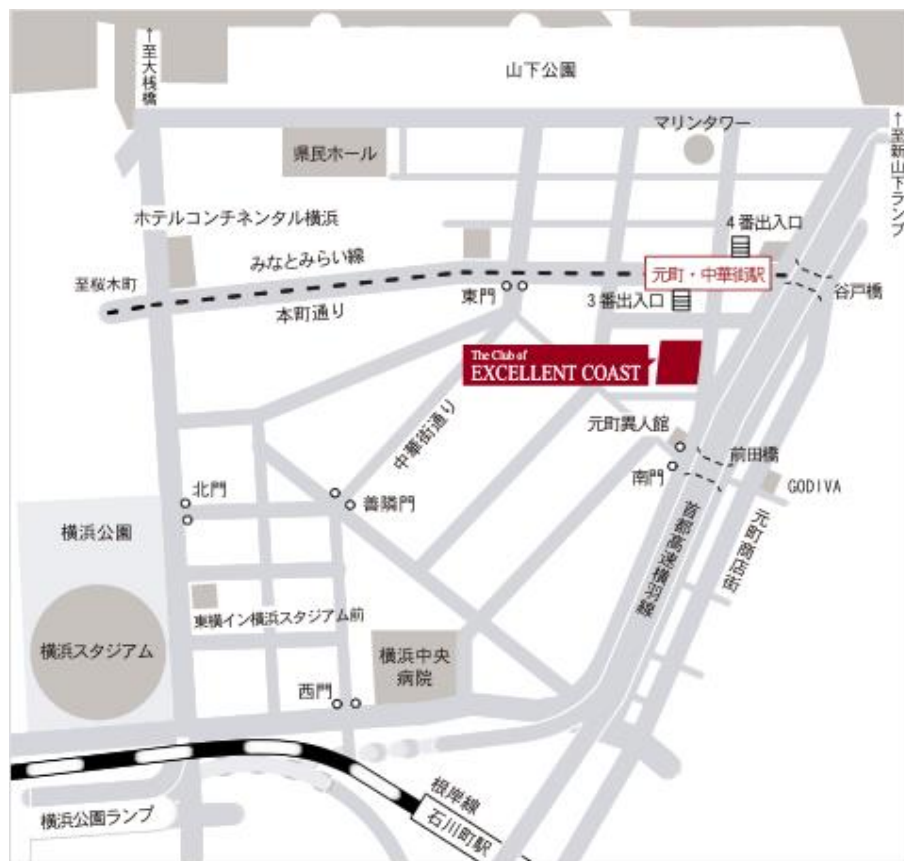 ↑至大桟橋
山下公園
マリンタワー
↑至新山下ランプ
県民ホール
ホテルコンチネンタル横浜
4番出入口
みなとみらい線
元町・中華街駅
至桜木町
東門
3番出入口
谷戸橋
本町通り
The Club of
EXCELLENT COAST
中華街通り
元町異人館
前田橋
南門
GODIVA
北門
善隣門
横浜公園
首都高速横羽線
元町商店街
東横イン横浜スタジアム前
横浜スタジアム
横浜中央
病院
西門
根岸線
石川町駅
横浜公園ランプ